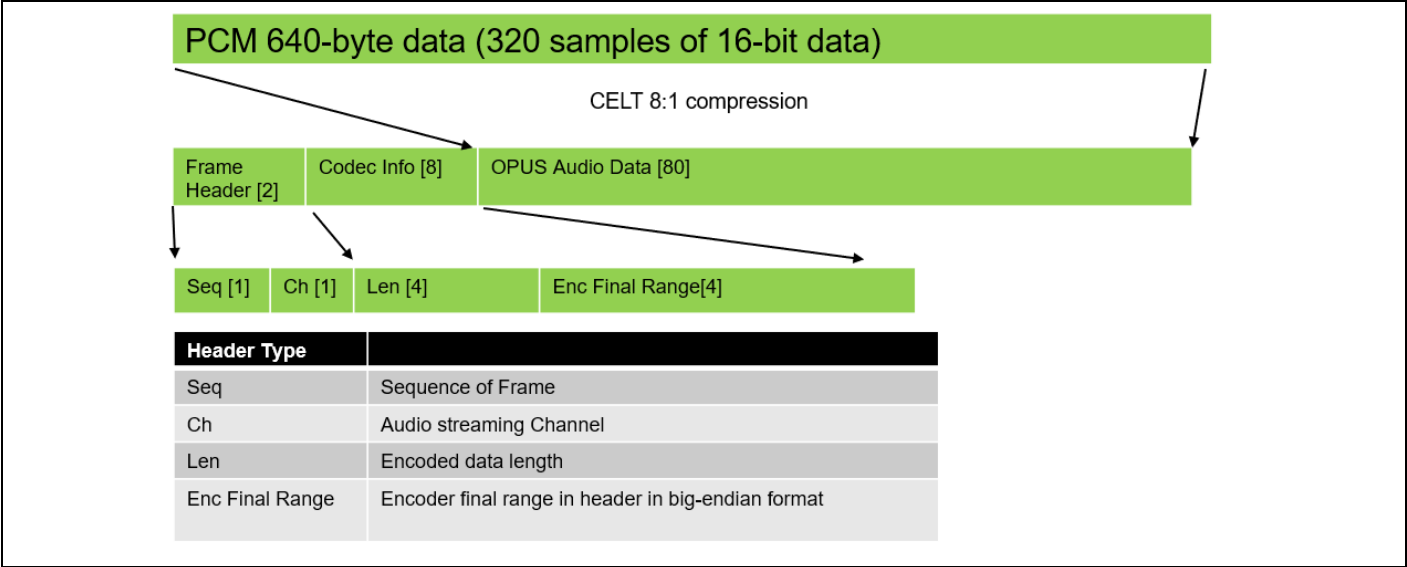 PCM 640-byte data (320 samples of 16-bit data)
CELT 8:1 compression
Frame
Header [2]
Codec Info [8]
OPUS Audio Data [80]
Seq [1]
Ch [1]
Len [4]
Enc Final Range[4]
Header Type
Seq
Sequence of Frame
Ch
Audio streaming Channel
Len
Encoded data length
Enc Final Range
Encoder final range in header in big-endian format